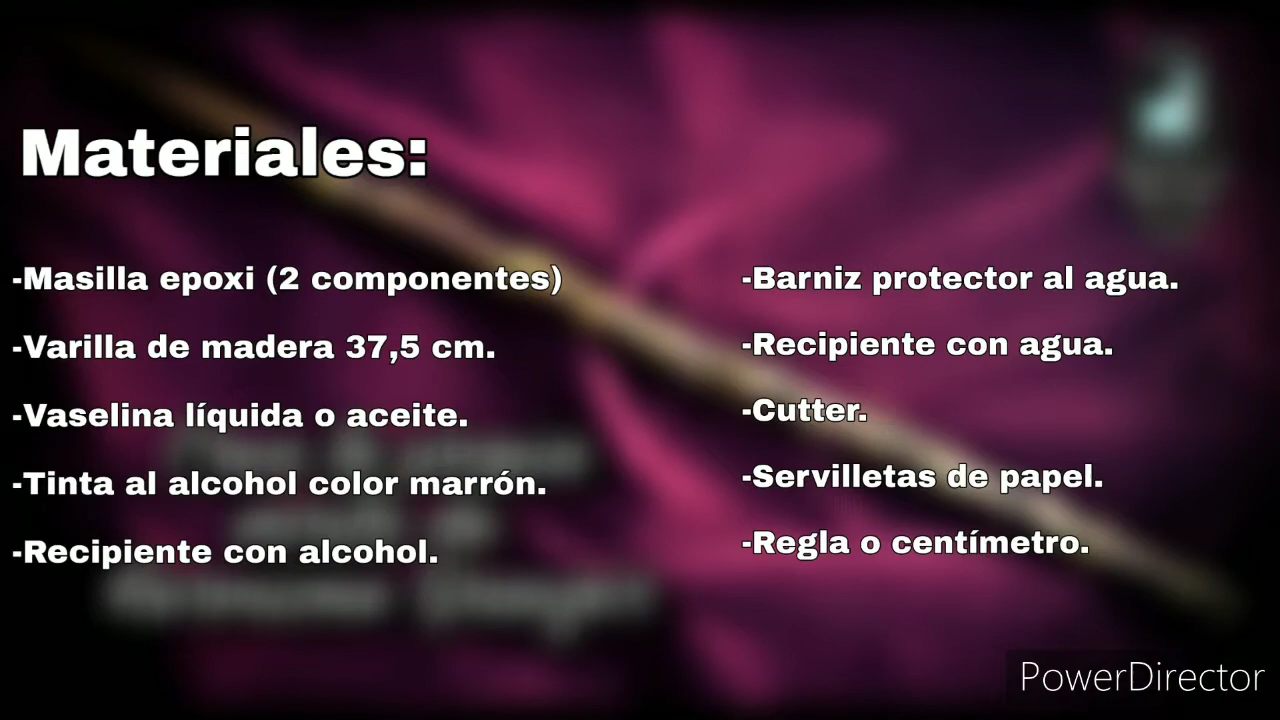 Materiales:
-Masilla epoxi (2 componentes)
-Varilla de madera 37,5 cm.
-Vaselina líquida o aceite.
-Tinta al alcohol color marrón.
-Recipiente con alcohol.
-Barniz protector al agua.
-Recipiente con agua.
-Cutter.
-Servilletas de papel.
-Regla o centímetro.
PowerDirector